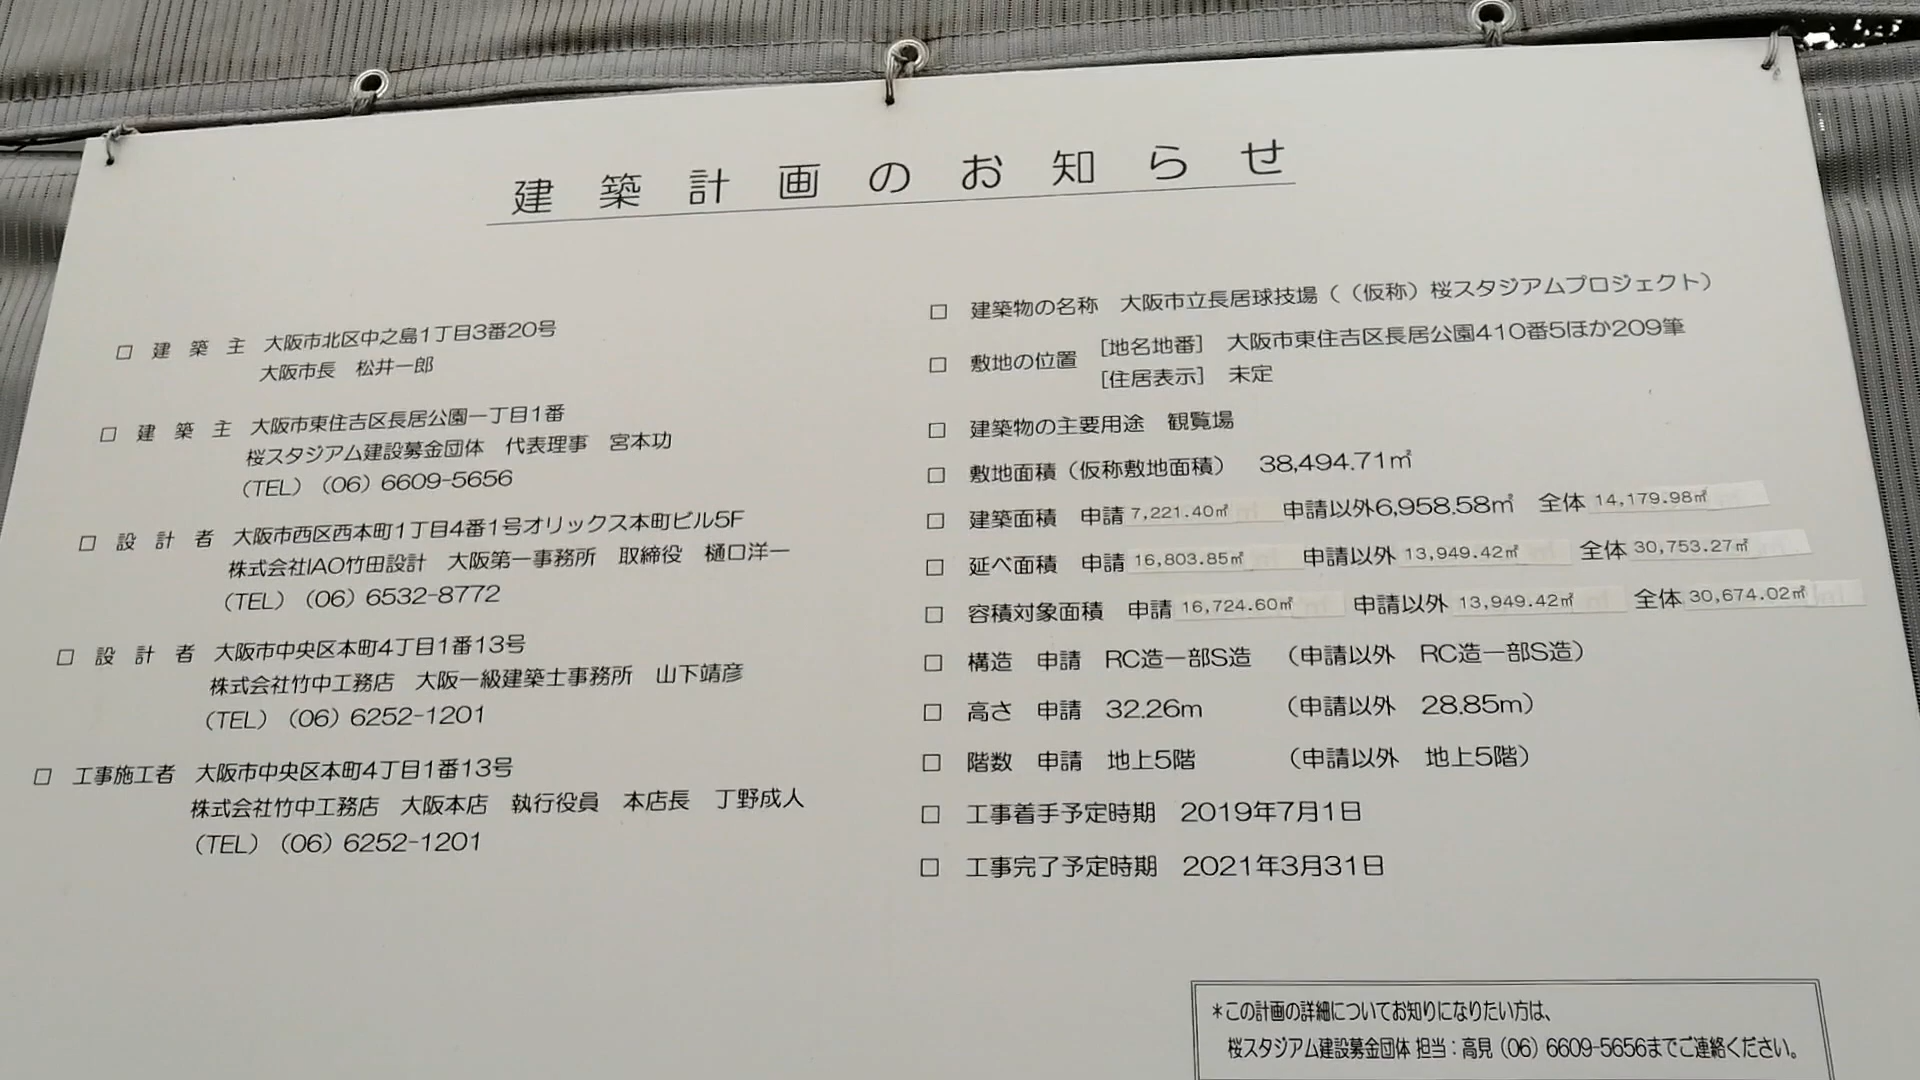 建築計画のお知らせ
□ 建築主 大阪市北区中之島1丁目3番20号
大阪市長 松井一郎
□ 建築主 大阪市東住吉区長居公園一丁目1番
桜スタジアム建設募金団体 代表理事 宮本功
（TEL）（06）6609-5656
□ 設計者 大阪市西区西本町1丁目4番1号オリックス本町ビル5F
株式会社IAO竹田設計 大阪第一事務所 取締役 樋口洋一
（TEL）（06）6532-8772
□ 設計者 大阪市中央区本町4丁目1番13号
株式会社竹中工務店 大阪一級建築士事務所 山下靖彦
（TEL）（06）6252-1201
□ 工事施工者 大阪市中央区本町4丁目1番13号
株式会社竹中工務店 大阪本店 執行役員 本店長 丁野成人
（TEL）（06）6252-1201
□ 建築物の名称 大阪市立長居球技場（（仮称）桜スタジアムプロジェクト）
□ 敷地の位置 [地名地番] 大阪市東住吉区長居公園410番5ほか209筆
[住居表示] 未定
□ 建築物の主要用途 観覧場
□ 敷地面積（仮称敷地面積） 38,494.71㎡
□ 建築面積 申請 7,221.40㎡ 申請以外6,958.58㎡ 全体 14,179.98㎡
□ 延べ面積 申請 16,803.85㎡ 申請以外 13,949.42㎡ 全体 30,753.27㎡
□ 容積対象面積 申請 16,724.60㎡ 申請以外 13,949.42㎡ 全体 30,674.02㎡
□ 構造 申請 RC造一部S造 （申請以外 RC造一部S造）
□ 高さ 申請 32.26m （申請以外 28.85m）
□ 階数 申請 地上5階 （申請以外 地上5階）
□ 工事着手予定時期 2019年7月1日
□ 工事完了予定時期 2021年3月31日
＊この計画の詳細についてお知りになりたい方は、
桜スタジアム建設募金団体 担当：高見（06）6609-5656までご連絡ください。